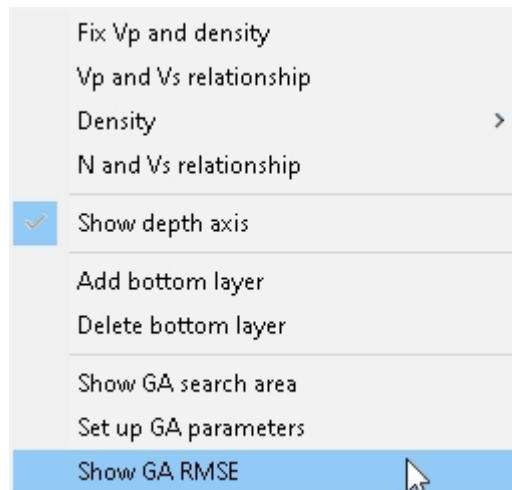 Fix Vp and density
Vp and Vs relationship
Density
N and Vs relationship
Show depth axis
Add bottom layer
Delete bottom layer
Show GA search area
Set up GA parameters
Show GA RMSE